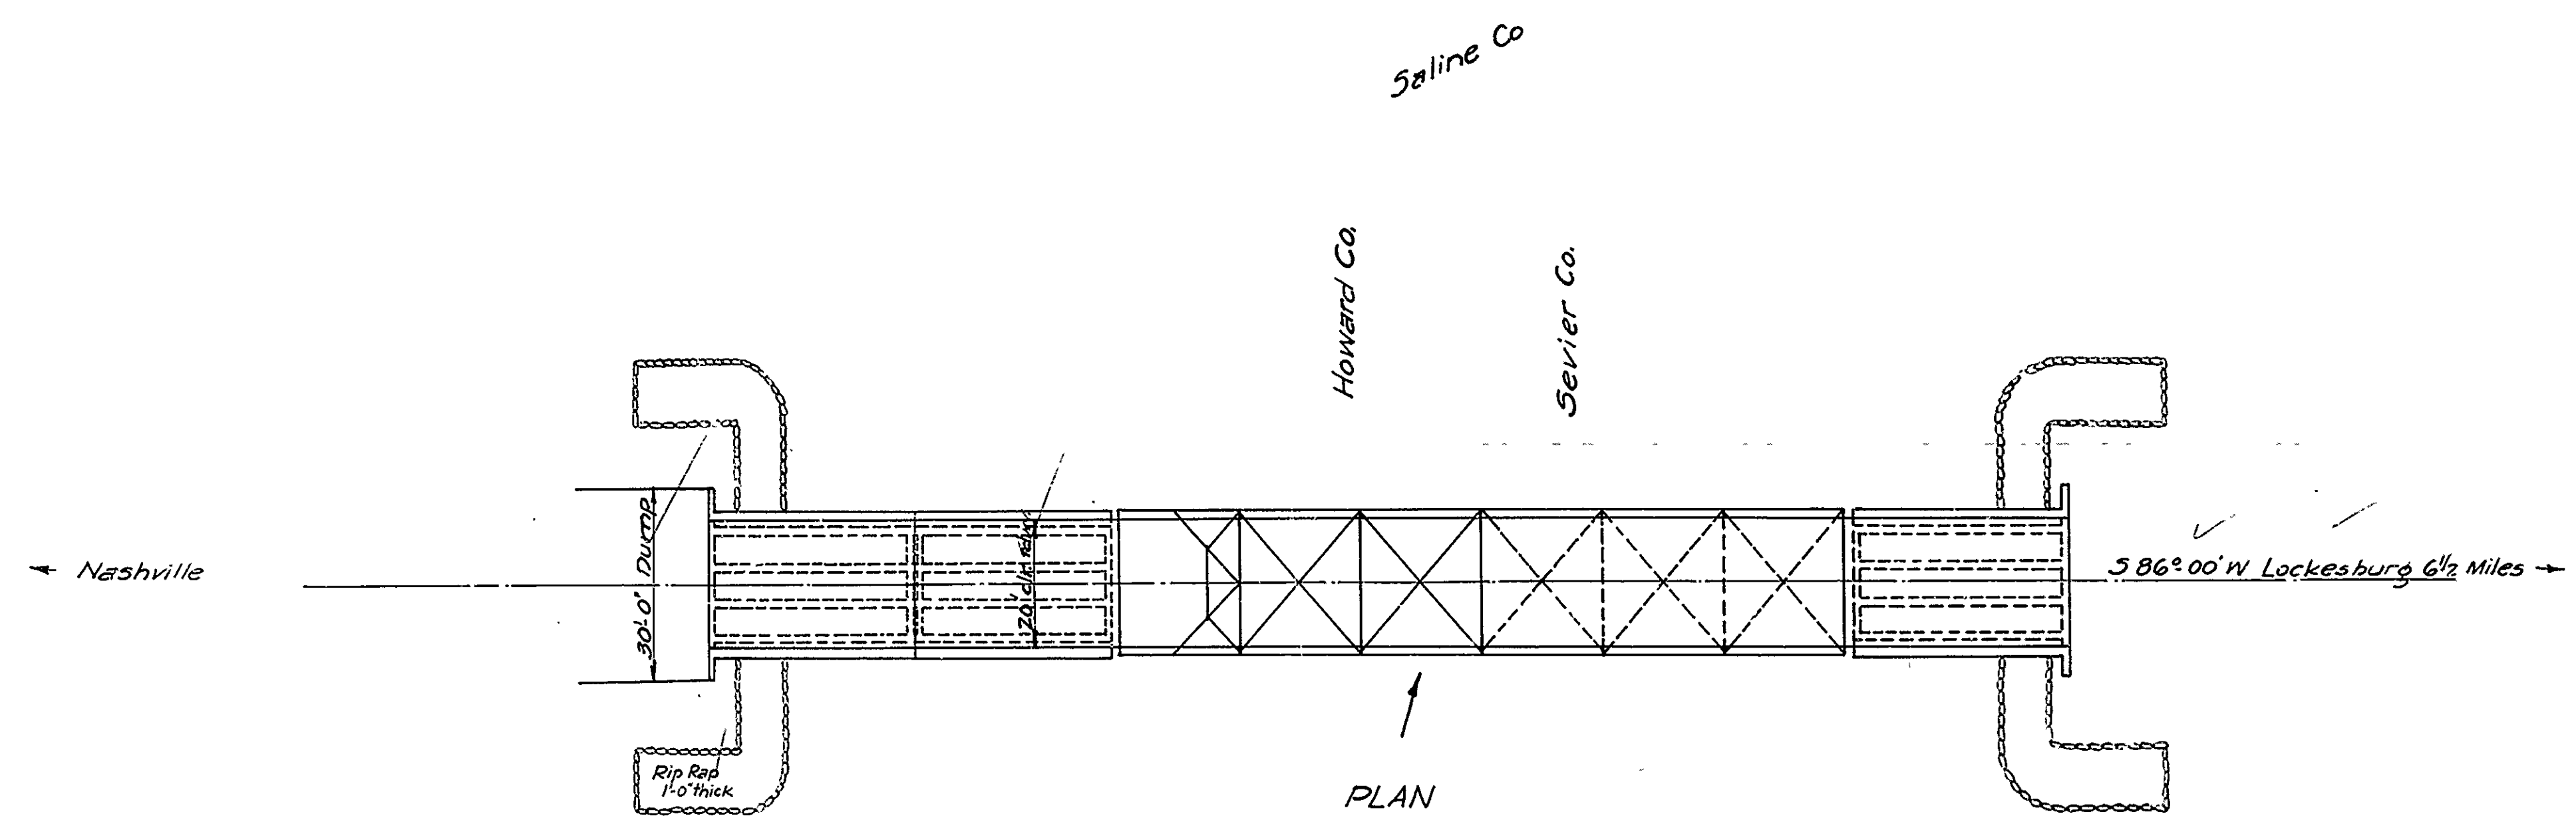 Saline Co
Howard Co.
Sevier Co.
Nashville
30'-0" Dump
20' clr. rdwy.
S 86°-00' W Lockesburg 6½ Miles
Rip Rap
1'-0" thick
PLAN